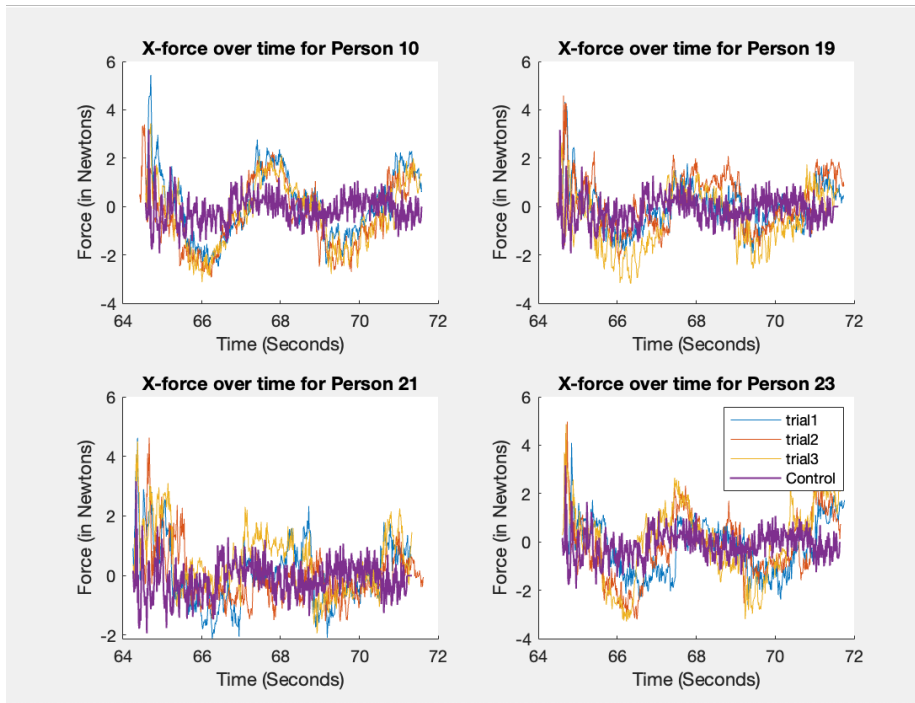 X-force over time for Person 10
6
4
2
0
-2
-4
Force (in Newtons)
64
66
68
70
72
Time (Seconds)
X-force over time for Person 19
6
4
2
0
-2
-4
Force (in Newtons)
64
66
68
70
72
Time (Seconds)
X-force over time for Person 21
6
4
2
0
-2
Force (in Newtons)
64
66
68
70
72
Time (Seconds)
X-force over time for Person 23
6
4
2
0
-2
-4
Force (in Newtons)
trial1
trial2
trial3
Control
64
66
68
70
72
Time (Seconds)